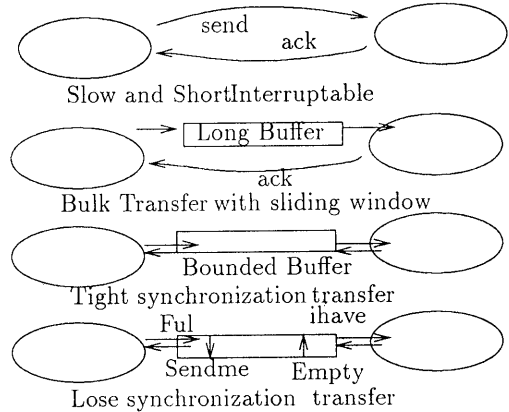 send
ack
Slow and ShortInterruptable
Long Buffer
ack
Bulk Transfer with sliding window
Bounded Buffer
Tight synchronization transfer
Ful
ihave
Sendme
Empty
Lose synchronization transfer